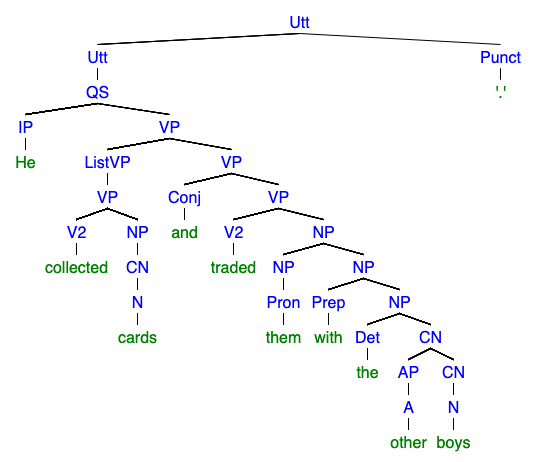 Utt
Utt Punct
QS '.'
IP VP
He ListVP VP
VP Conj VP
V2 NP and V2 NP
collected CN traded NP NP
N Pron Prep NP
cards them with Det CN
the AP CN
A N
other boys